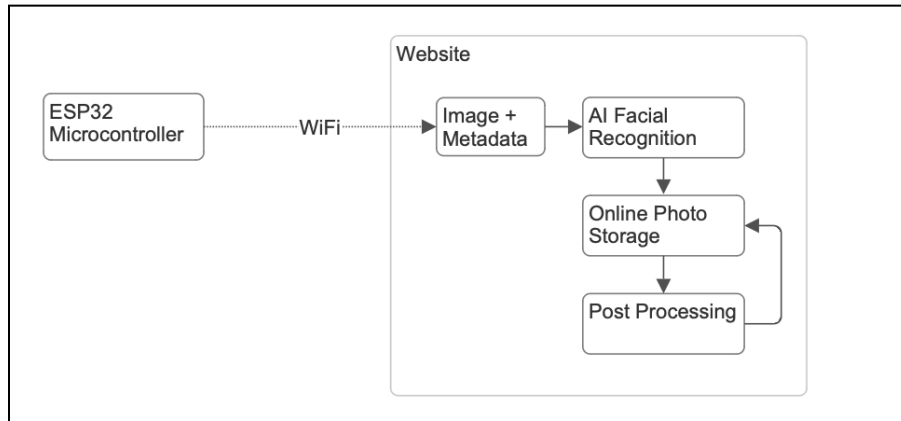 Website
ESP32
Microcontroller
WiFi
Image +
Metadata
AI Facial
Recognition
Online Photo
Storage
Post Processing